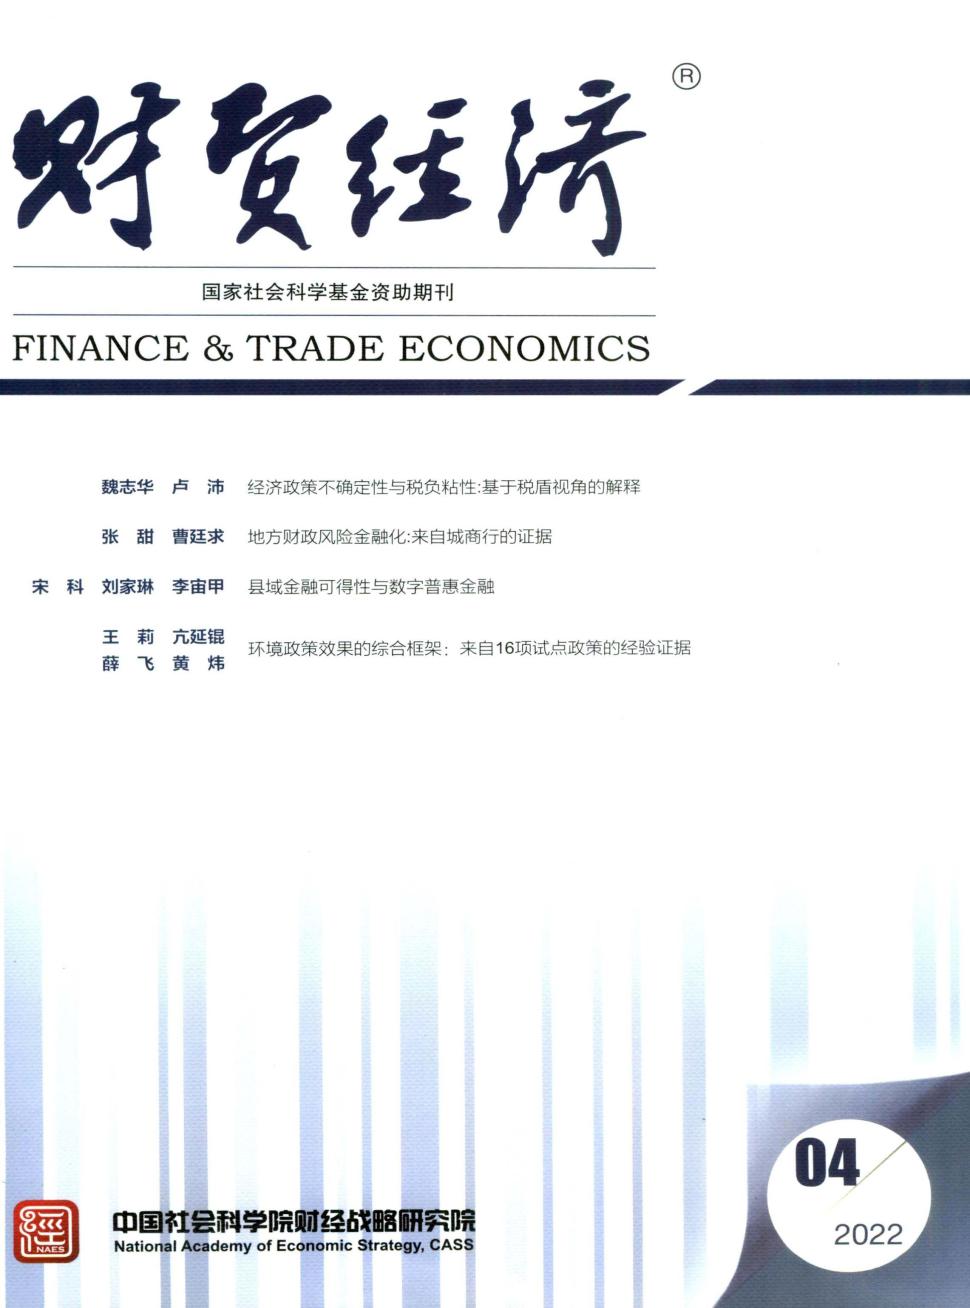 财贸经济
®
国家社会科学基金资助期刊
FINANCE & TRADE ECONOMICS
魏志华 卢 沛 经济政策不确定性与税负粘性:基于税盾视角的解释
张 甜 曹廷求 地方财政风险金融化:来自城商行的证据
宋 科 刘家琳 李宙甲 县域金融可得性与数字普惠金融
王 莉 亢延锟
薛 飞 黄 炜 环境政策效果的综合框架：来自16项试点政策的经验证据
04
2022
經
NAES
中国社会科学院财经战略研究院
National Academy of Economic Strategy, CASS